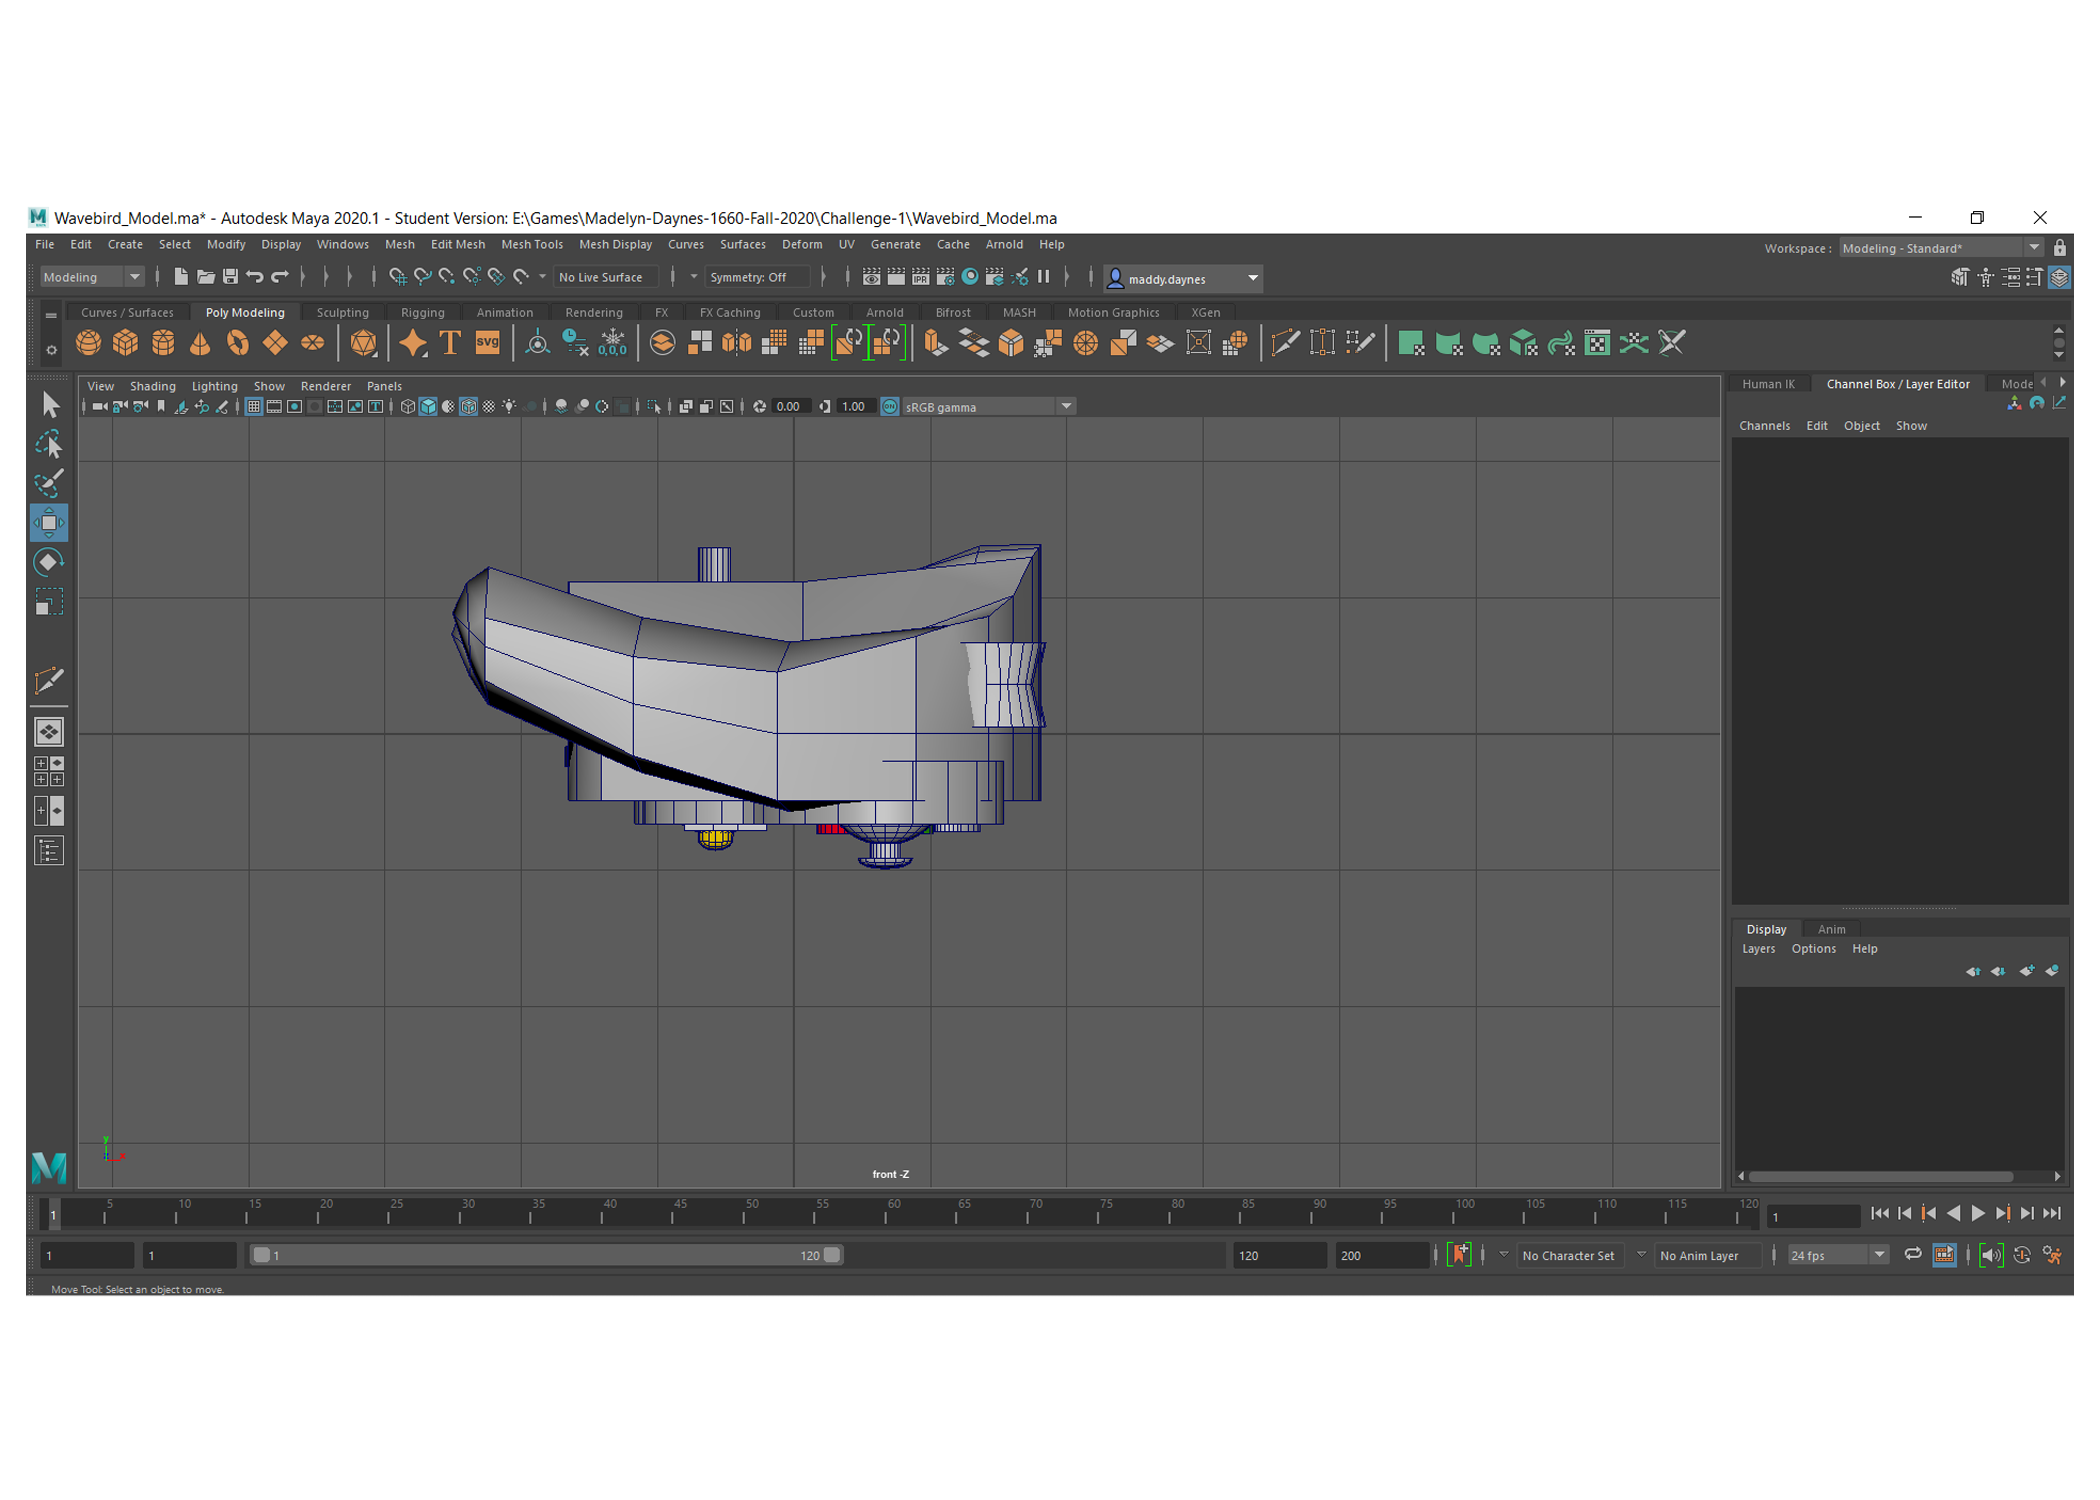 Wavebird_Model.ma* - Autodesk Maya 2020.1 - Student Version: E:\Games\Madelyn-Daynes-1660-Fall-2020\Challenge-1\Wavebird_Model.ma
File Edit Create Select Modify Display Windows Mesh Edit Mesh Mesh Tools Mesh Display Curves Surfaces Deform UV Generate Cache Arnold Help
Workspace : Modeling - Standard*
Modeling No Live Surface Symmetry: Off IPR maddy.daynes
Curves / Surfaces Poly Modeling Sculpting Rigging Animation Rendering FX FX Caching Custom Arnold Bifrost MASH Motion Graphics XGen
T SVG 0,0,0
View Shading Lighting Show Renderer Panels
0.00 1.00 ON sRGB gamma
Human IK Channel Box / Layer Editor Mode
Channels Edit Object Show
Display Anim
Layers Options Help
y
x
front -Z
5 10 15 20 25 30 35 40 45 50 55 60 65 70 75 80 85 90 95 100 105 110 115 120
1 1
1 1 1 120 120 200 No Character Set No Anim Layer 24 fps
Move Tool: Select an object to move.